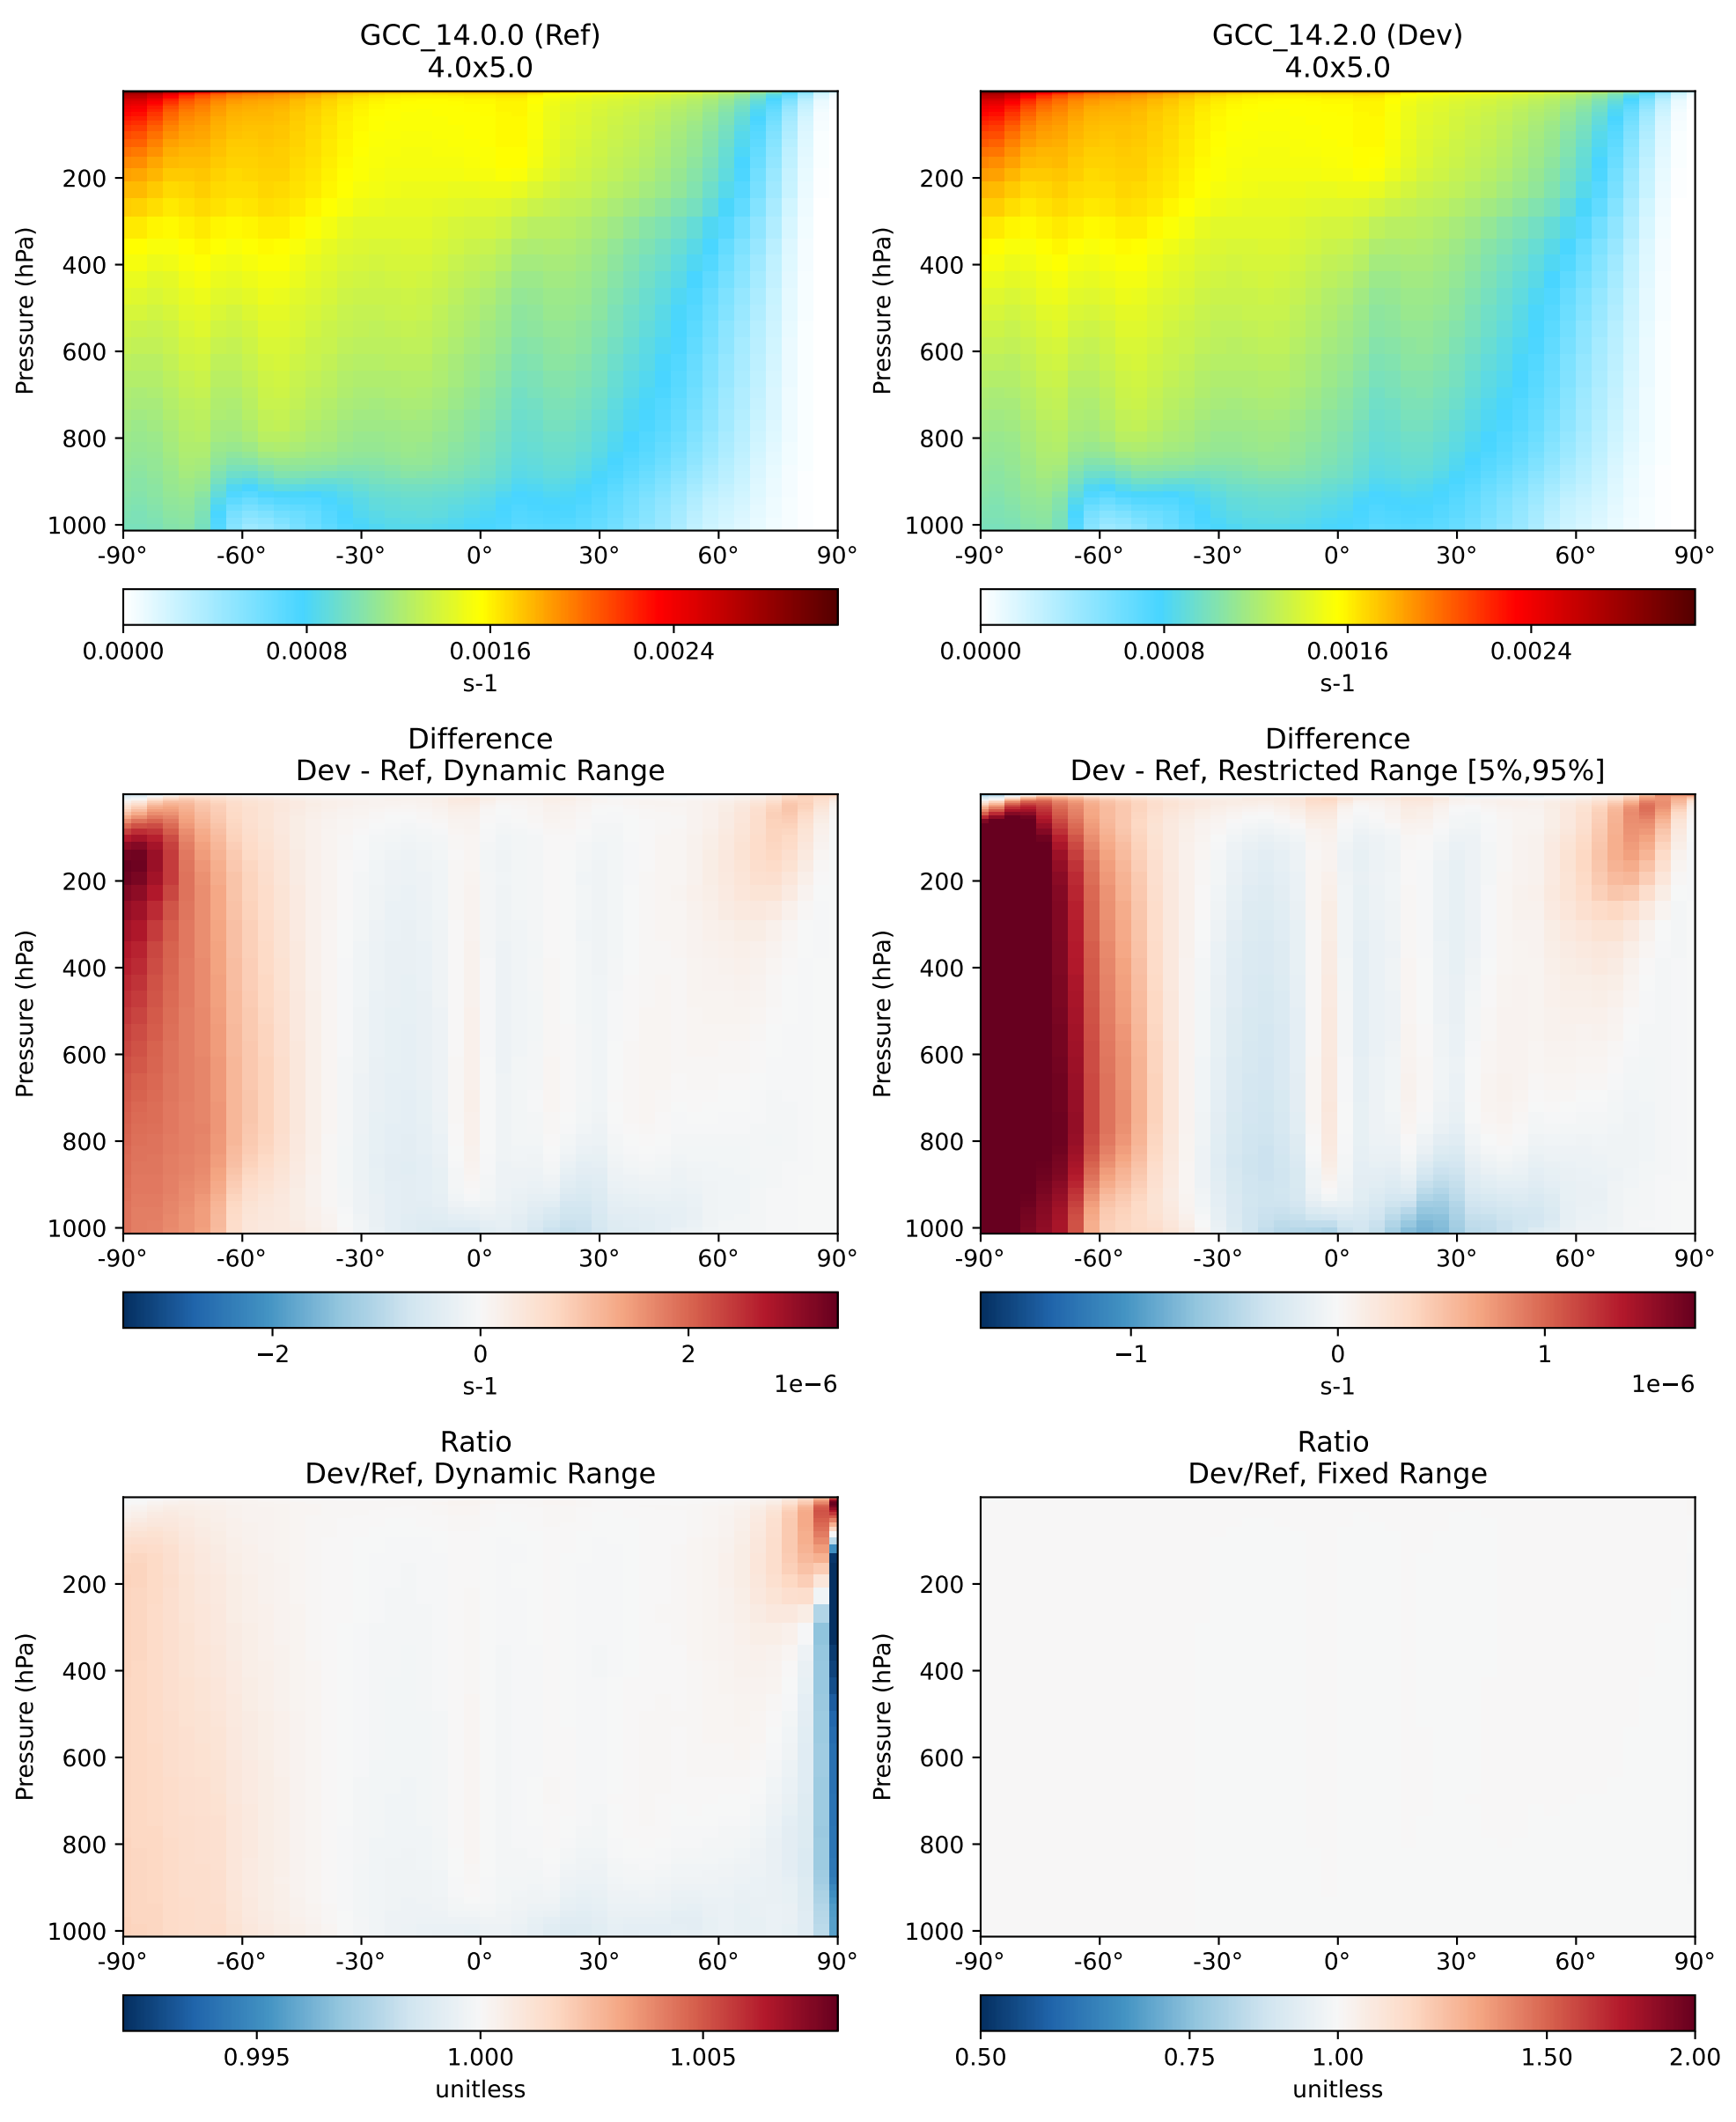 GCC_14.0.0 (Ref)
4.0x5.0
Pressure (hPa)
200
400
600
800
1000
-90° -60° -30° 0° 30° 60° 90°
0.0000 0.0008 0.0016 0.0024
s-1
GCC_14.2.0 (Dev)
4.0x5.0
Pressure (hPa)
200
400
600
800
1000
-90° -60° -30° 0° 30° 60° 90°
0.0000 0.0008 0.0016 0.0024
s-1
Difference
Dev - Ref, Dynamic Range
Pressure (hPa)
200
400
600
800
1000
-90° -60° -30° 0° 30° 60° 90°
−2 0 2
s-1
1e−6
Difference
Dev - Ref, Restricted Range [5%,95%]
Pressure (hPa)
200
400
600
800
1000
-90° -60° -30° 0° 30° 60° 90°
−1 0 1
s-1
1e−6
Ratio
Dev/Ref, Dynamic Range
Pressure (hPa)
200
400
600
800
1000
-90° -60° -30° 0° 30° 60° 90°
0.995 1.000 1.005
unitless
Ratio
Dev/Ref, Fixed Range
Pressure (hPa)
200
400
600
800
1000
-90° -60° -30° 0° 30° 60° 90°
0.50 0.75 1.00 1.50 2.00
unitless